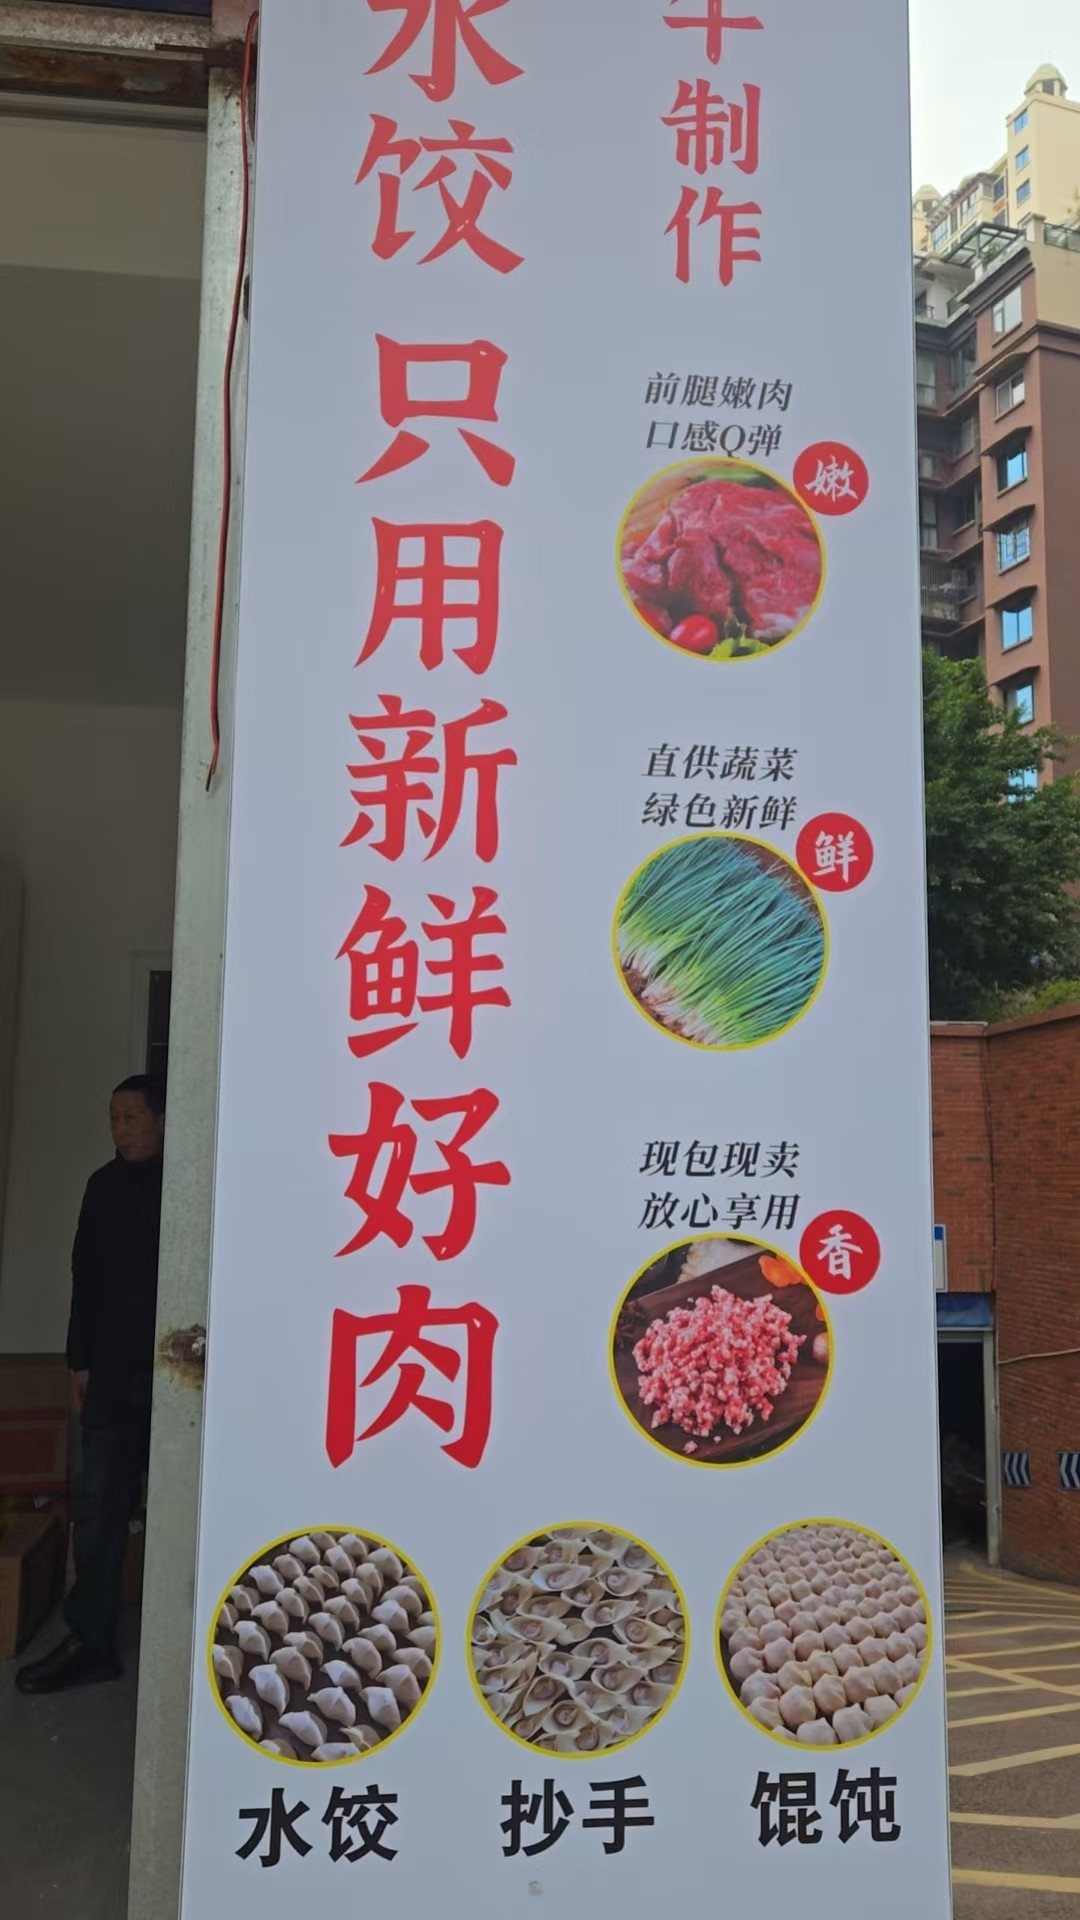 水饺 只用新鲜好肉
制作
前腿嫩肉
口感Q弹
嫩
直供蔬菜
绿色新鲜
鲜
现包现卖
放心享用
香
水饺
抄手
馄饨